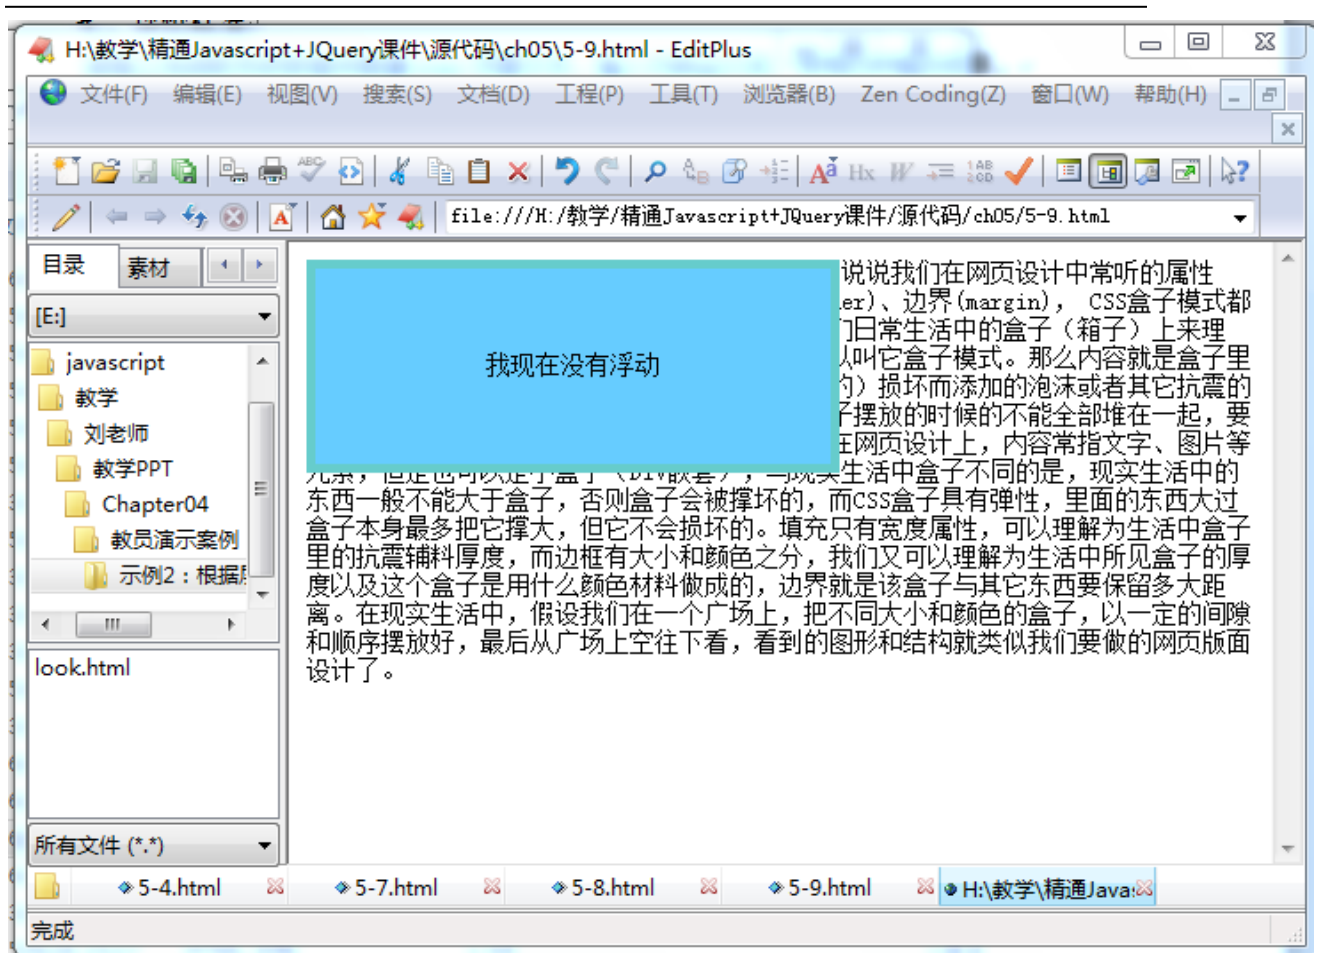 H:\教学\精通Javascript+JQuery课件\源代码\ch05\5-9.html - EditPlus
文件(F) 编辑(E) 视图(V) 搜索(S) 文档(D) 工程(P) 工具(T) 浏览器(B) Zen Coding(Z) 窗口(W) 帮助(H)
file:///H:/教学/精通Javascript+JQuery课件/源代码/ch05/5-9.html
目录 素材
[E:]
javascript
教学
刘老师
教学PPT
Chapter04
教员演示案例
示例2：根据
look.html
所有文件 (*.*)
我现在没有浮动
说说我们在网页设计中常听的属性
er)、边界(margin)， CSS盒子模式都
们日常生活中的盒子（箱子）上来理
以叫它盒子模式。那么内容就是盒子里
的）损坏而添加的泡沫或者其它抗震的
子摆放的时候的不能全部堆在一起，要
在网页设计上，内容常指文字、图片等
元素，但是也可以是小盒子（DIV嵌套），与现实生活中盒子不同的是，现实生活中的
东西一般不能大于盒子，否则盒子会被撑坏的，而CSS盒子具有弹性，里面的东西大过
盒子本身最多把它撑大，但它不会损坏的。填充只有宽度属性，可以理解为生活中盒子
里的抗震辅料厚度，而边框有大小和颜色之分，我们又可以理解为生活中所见盒子的厚
度以及这个盒子是用什么颜色材料做成的，边界就是该盒子与其它东西要保留多大距
离。在现实生活中，假设我们在一个广场上，把不同大小和颜色的盒子，以一定的间隙
和顺序摆放好，最后从广场上空往下看，看到的图形和结构就类似我们要做的网页版面
设计了。
5-4.html 5-7.html 5-8.html 5-9.html H:\教学\精通Java
完成